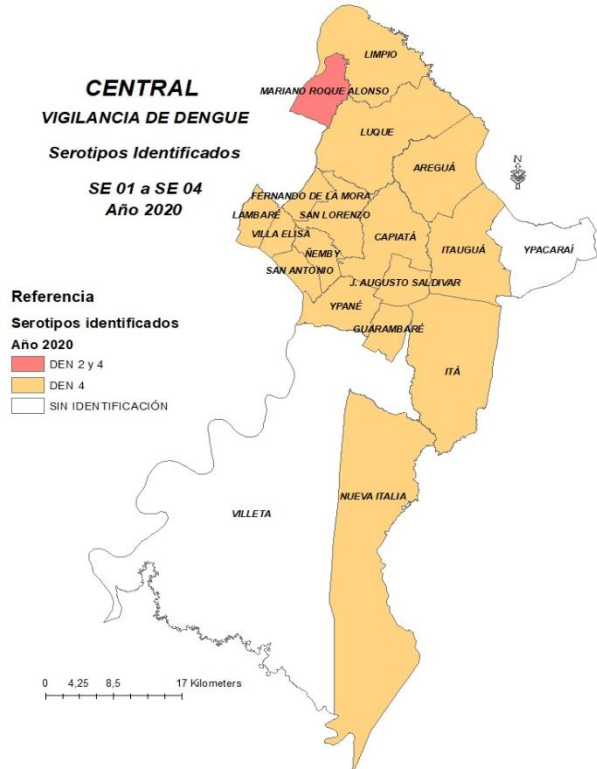 CENTRAL
VIGILANCIA DE DENGUE
Serotipos Identificados
SE 01 a SE 04
Año 2020
LIMPIO
MARIANO ROQUE ALONSO
LUQUE
AREGUÁ
N
FERNANDO DE LA MORA
LAMBARÉ
SAN LORENZO
VILLA ELISA
CAPIATÁ
ITAUGUÁ
YPACARAÍ
ÑEMBY
SAN ANTONIO
J. AUGUSTO SALDIVAR
YPANÉ
GUARAMBARÉ
ITÁ
Referencia
Serotipos identificados
Año 2020
DEN 2 y 4
DEN 4
SIN IDENTIFICACIÓN
NUEVA ITALIA
VILLETA
0 4,25 8,5 17 Kilometers